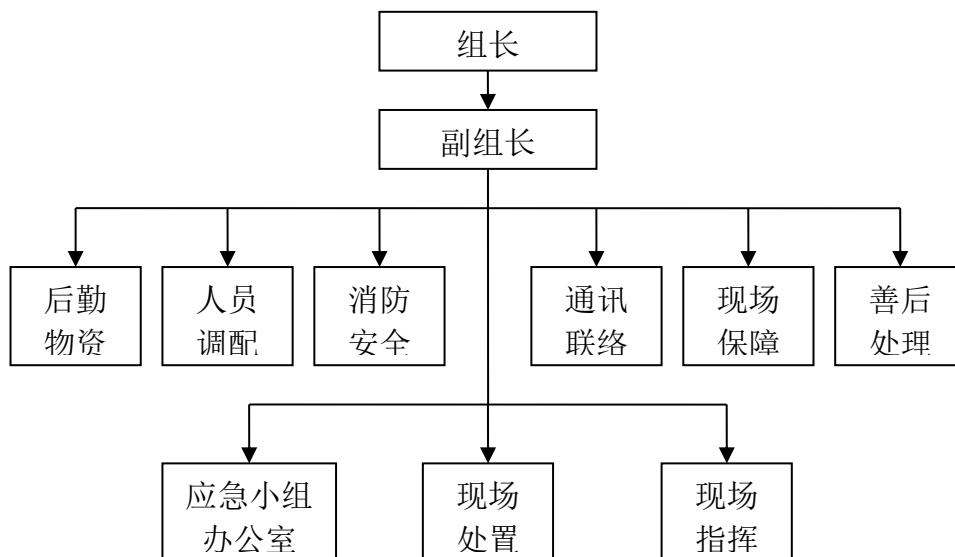 组长
副组长
后勤
物资
人员
调配
消防
安全
通讯
联络
现场
保障
善后
处理
应急小组
办公室
现场
处置
现场
指挥